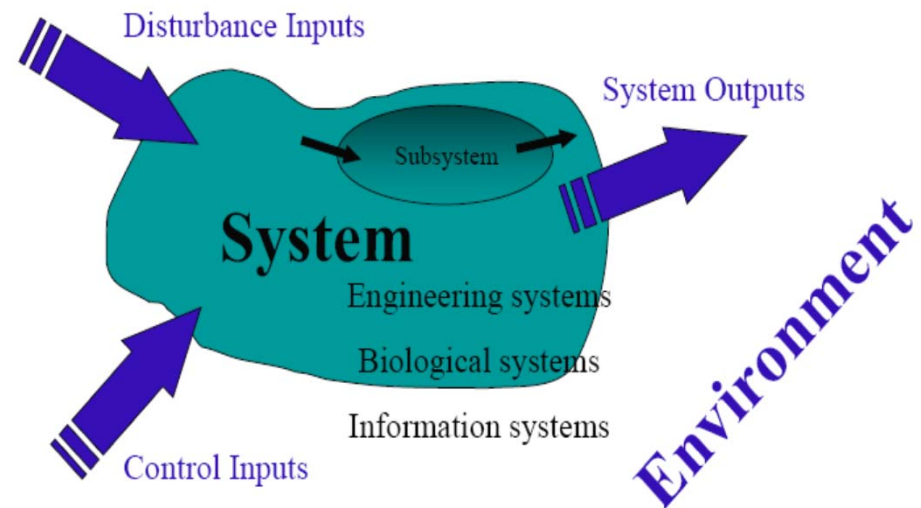 Disturbance Inputs
System Outputs
Subsystem
System
Engineering systems
Biological systems
Information systems
Control Inputs
Environment